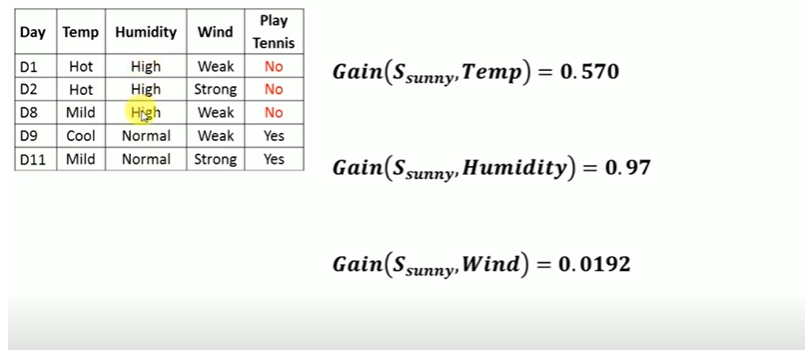 Day Temp Humidity Wind Play Tennis
D1 Hot High Weak No
D2 Hot High Strong No
D8 Mild High Weak No
D9 Cool Normal Weak Yes
D11 Mild Normal Strong Yes
Gain(S_sunny, Temp) = 0.570
Gain(S_sunny, Humidity) = 0.97
Gain(S_sunny, Wind) = 0.0192